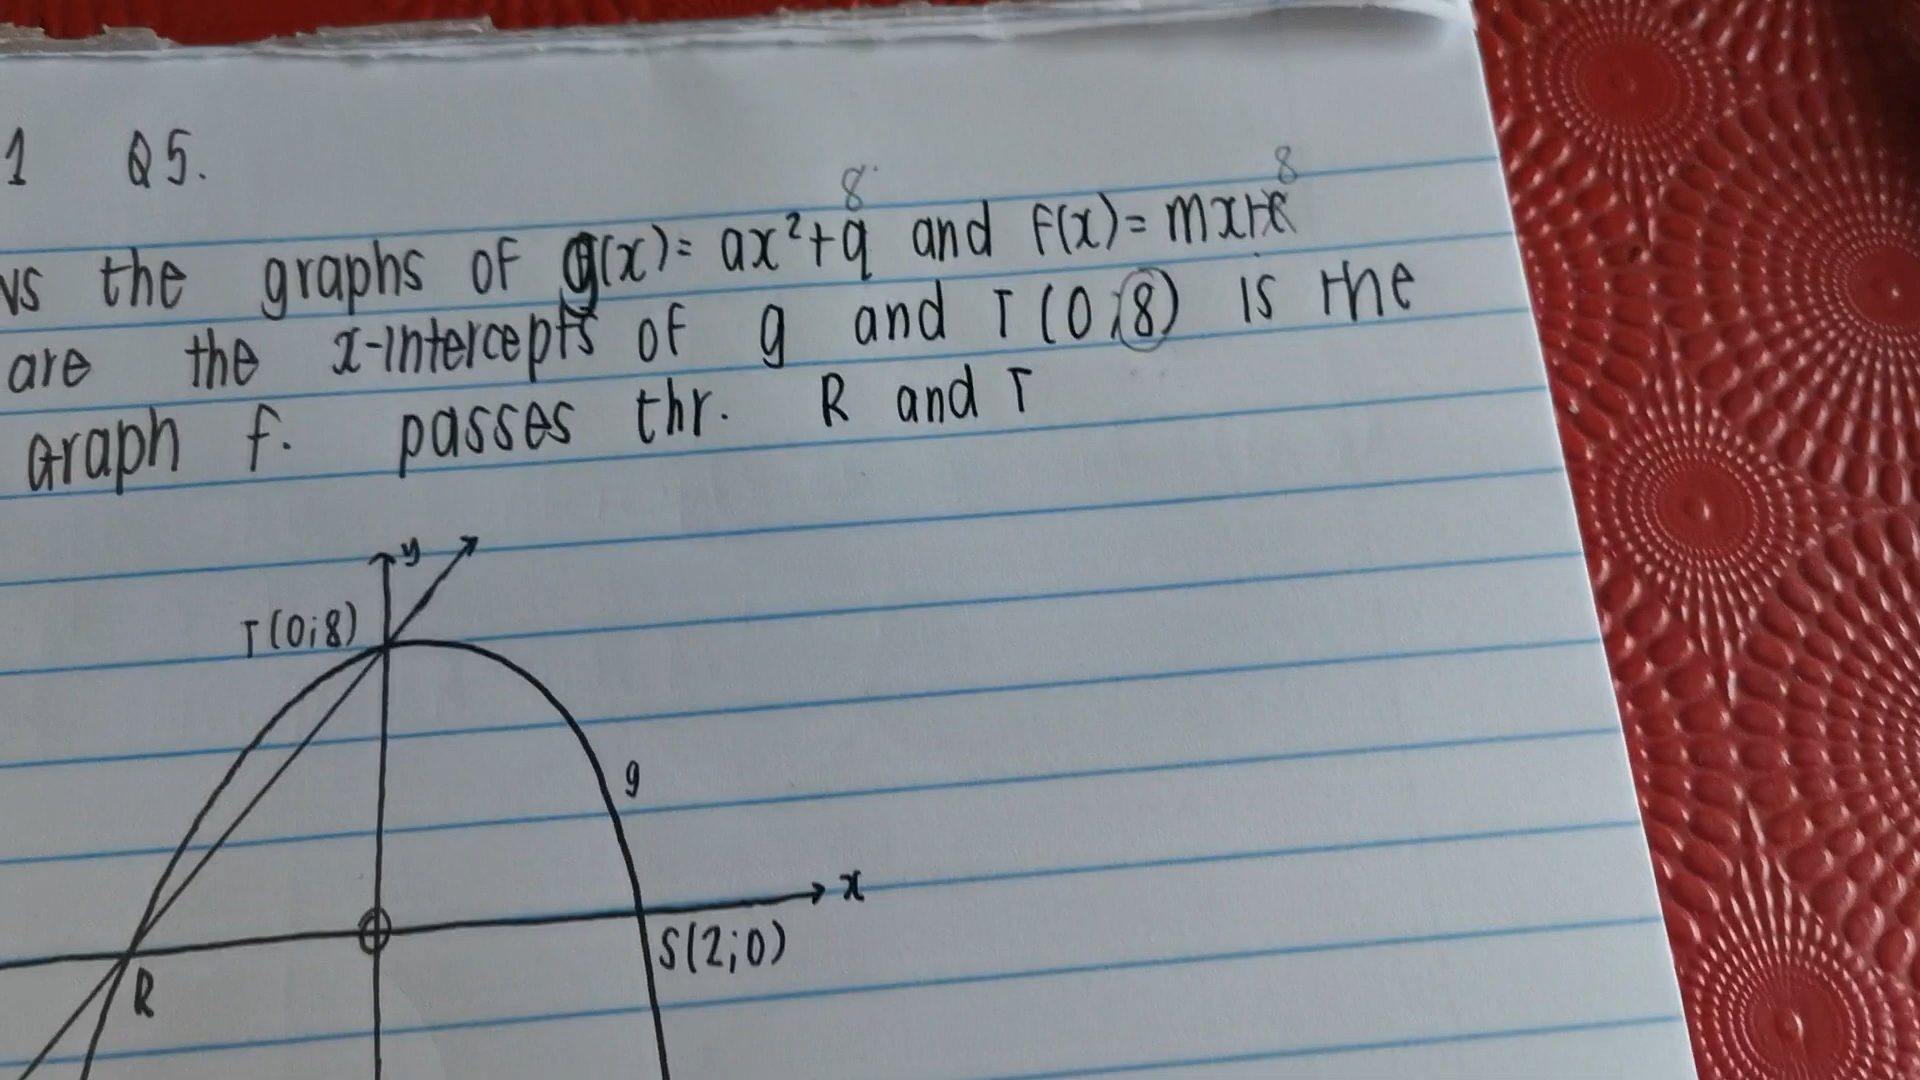 1 Q5.
8 8
the graphs of g(x)= ax²+q and f(x)= mx+c
are the x-intercepts of g and T(0;8) is the
Graph f. passes thr. R and T
y
T(0;8)
g
x
S(2;0)
R